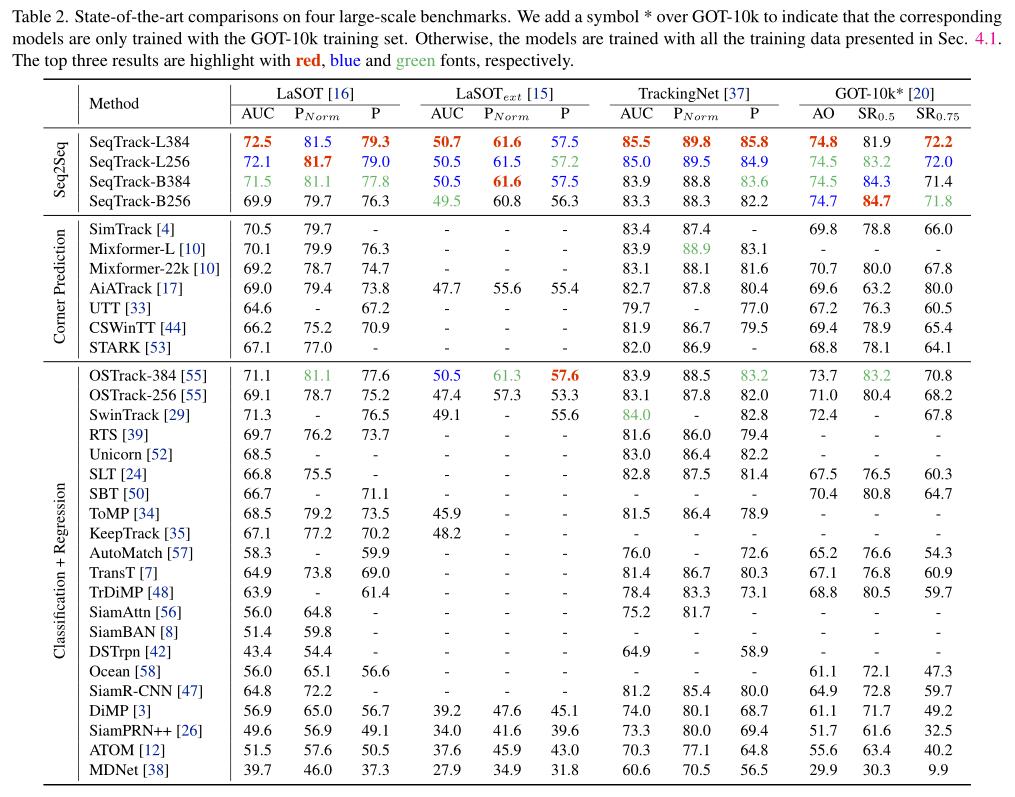 Table 2. State-of-the-art comparisons on four large-scale benchmarks. We add a symbol * over GOT-10k to indicate that the corresponding
models are only trained with the GOT-10k training set. Otherwise, the models are trained with all the training data presented in Sec. 4.1.
The top three results are highlight with red, blue and green fonts, respectively.
Method LaSOT [16] LaSOText [15] TrackingNet [37] GOT-10k* [20]
AUC PNorm P AUC PNorm P AUC PNorm P AO SR0.5 SR0.75
Seq2Seq
SeqTrack-L384 72.5 81.5 79.3 50.7 61.6 57.5 85.5 89.8 85.8 74.8 81.9 72.2
SeqTrack-L256 72.1 81.7 79.0 50.5 61.5 57.2 85.0 89.5 84.9 74.5 83.2 72.0
SeqTrack-B384 71.5 81.1 77.8 50.5 61.6 57.5 83.9 88.8 83.6 74.5 84.3 71.4
SeqTrack-B256 69.9 79.7 76.3 49.5 60.8 56.3 83.3 88.3 82.2 74.7 84.7 71.8
Corner Prediction
SimTrack [4] 70.5 79.7 - - - - 83.4 87.4 - 69.8 78.8 66.0
Mixformer-L [10] 70.1 79.9 76.3 - - - 83.9 88.9 83.1 - - -
Mixformer-22k [10] 69.2 78.7 74.7 - - - 83.1 88.1 81.6 70.7 80.0 67.8
AiATrack [17] 69.0 79.4 73.8 47.7 55.6 55.4 82.7 87.8 80.4 69.6 63.2 80.0
UTT [33] 64.6 - 67.2 - - - 79.7 - 77.0 67.2 76.3 60.5
CSWinTT [44] 66.2 75.2 70.9 - - - 81.9 86.7 79.5 69.4 78.9 65.4
STARK [53] 67.1 77.0 - - - - 82.0 86.9 - 68.8 78.1 64.1
Classification + Regression
OSTrack-384 [55] 71.1 81.1 77.6 50.5 61.3 57.6 83.9 88.5 83.2 73.7 83.2 70.8
OSTrack-256 [55] 69.1 78.7 75.2 47.4 57.3 53.3 83.1 87.8 82.0 71.0 80.4 68.2
SwinTrack [29] 71.3 - 76.5 49.1 - 55.6 84.0 - 82.8 72.4 - 67.8
RTS [39] 69.7 76.2 73.7 - - - 81.6 86.0 79.4 - - -
Unicorn [52] 68.5 - - - - - 83.0 86.4 82.2 - - -
SLT [24] 66.8 75.5 - - - - 82.8 87.5 81.4 67.5 76.5 60.3
SBT [50] 66.7 - 71.1 - - - - - - 70.4 80.8 64.7
ToMP [34] 68.5 79.2 73.5 45.9 - - 81.5 86.4 78.9 - - -
KeepTrack [35] 67.1 77.2 70.2 48.2 - - - - - - - -
AutoMatch [57] 58.3 - 59.9 - - - 76.0 - 72.6 65.2 76.6 54.3
TransT [7] 64.9 73.8 69.0 - - - 81.4 86.7 80.3 67.1 76.8 60.9
TrDiMP [48] 63.9 - 61.4 - - - 78.4 83.3 73.1 68.8 80.5 59.7
SiamAttn [56] 56.0 64.8 - - - - 75.2 81.7 - - - -
SiamBAN [8] 51.4 59.8 - - - - - - - - - -
DSTrpn [42] 43.4 54.4 - - - - 64.9 - 58.9 - - -
Ocean [58] 56.0 65.1 56.6 - - - - - - 61.1 72.1 47.3
SiamR-CNN [47] 64.8 72.2 - - - - 81.2 85.4 80.0 64.9 72.8 59.7
DiMP [3] 56.9 65.0 56.7 39.2 47.6 45.1 74.0 80.1 68.7 61.1 71.7 49.2
SiamPRN++ [26] 49.6 56.9 49.1 34.0 41.6 39.6 73.3 80.0 69.4 51.7 61.6 32.5
ATOM [12] 51.5 57.6 50.5 37.6 45.9 43.0 70.3 77.1 64.8 55.6 63.4 40.2
MDNet [38] 39.7 46.0 37.3 27.9 34.9 31.8 60.6 70.5 56.5 29.9 30.3 9.9